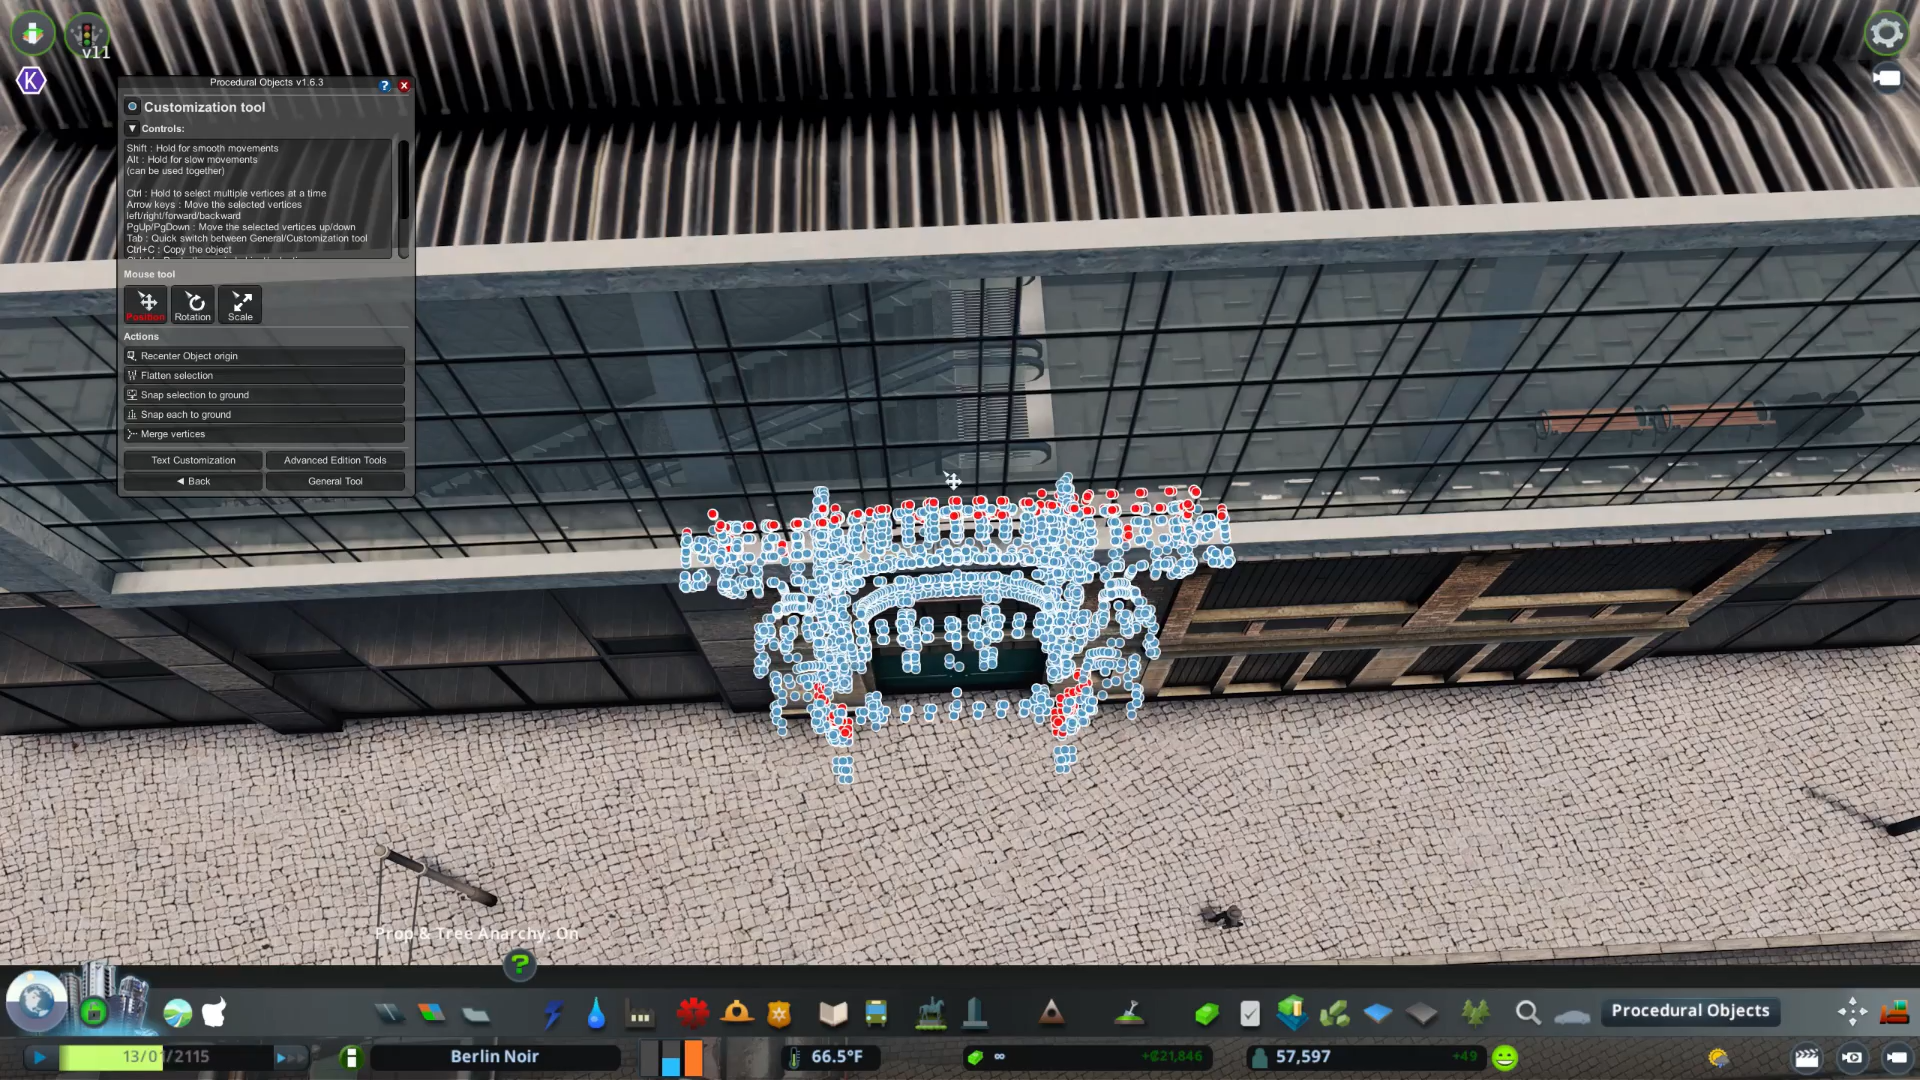 v11
K
Procedural Objects v1.6.3
?
x
Customization tool
▼ Controls:
Shift : Hold for smooth movements
Alt : Hold for slow movements
(can be used together)
Ctrl : Hold to select multiple vertices at a time
Arrow keys : Move the selected vertices
left/right/forward/backward
PgUp/PgDown : Move the selected vertices up/down
Tab : Quick switch between General/Customization tool
Ctrl+C : Copy the object
Mouse tool
Position Rotation Scale
Actions
Recenter Object origin
Flatten selection
Snap selection to ground
Snap each to ground
Merge vertices
Text Customization Advanced Edition Tools
◄ Back General Tool
Prop & Tree Anarchy: On
?
Procedural Objects
13/01/2115 Berlin Noir 66.5°F ∞ +₡21,846 57,597 +49